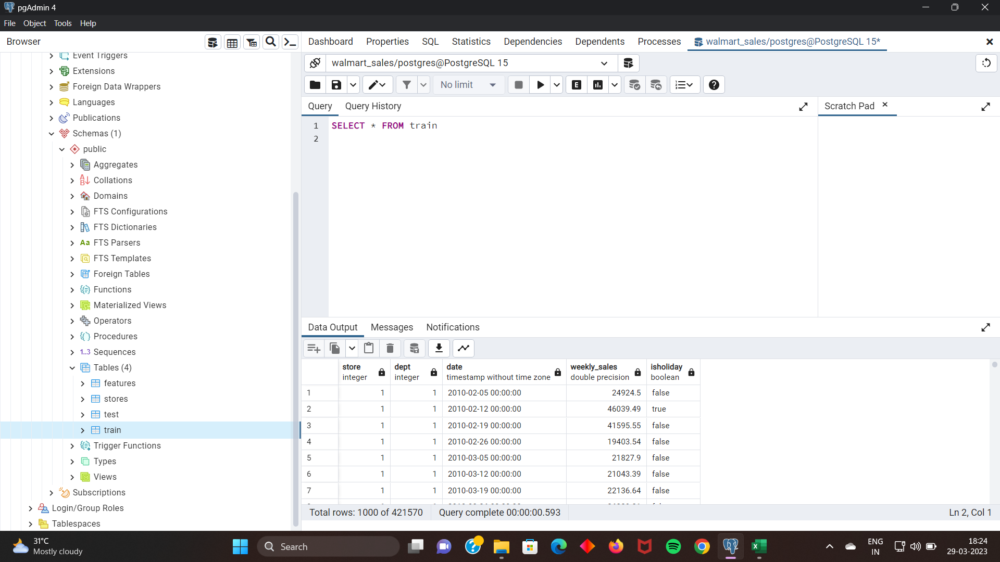 pgAdmin 4
File Object Tools Help
Browser
Dashboard Properties SQL Statistics Dependencies Dependents Processes walmart_sales/postgres@PostgreSQL 15*
Event Triggers
Extensions
Foreign Data Wrappers
Languages
Publications
Schemas (1)
public
Aggregates
Collations
Domains
FTS Configurations
FTS Dictionaries
Aa FTS Parsers
FTS Templates
Foreign Tables
Functions
Materialized Views
Operators
Procedures
1..3 Sequences
Tables (4)
features
stores
test
train
Trigger Functions
Types
Views
Subscriptions
Login/Group Roles
Tablespaces
walmart_sales/postgres@PostgreSQL 15
No limit
E
Query Query History
Scratch Pad
1 SELECT * FROM train
2
Data Output Messages Notifications
store dept date weekly_sales isholiday
integer integer timestamp without time zone double precision boolean
1 1 1 2010-02-05 00:00:00 24924.5 false
2 1 1 2010-02-12 00:00:00 46039.49 true
3 1 1 2010-02-19 00:00:00 41595.55 false
4 1 1 2010-02-26 00:00:00 19403.54 false
5 1 1 2010-03-05 00:00:00 21827.9 false
6 1 1 2010-03-12 00:00:00 21043.39 false
7 1 1 2010-03-19 00:00:00 22136.64 false
Total rows: 1000 of 421570 Query complete 00:00:00.593 Ln 2, Col 1
31°C
Mostly cloudy
Search
ENG
IN
18:24
29-03-2023